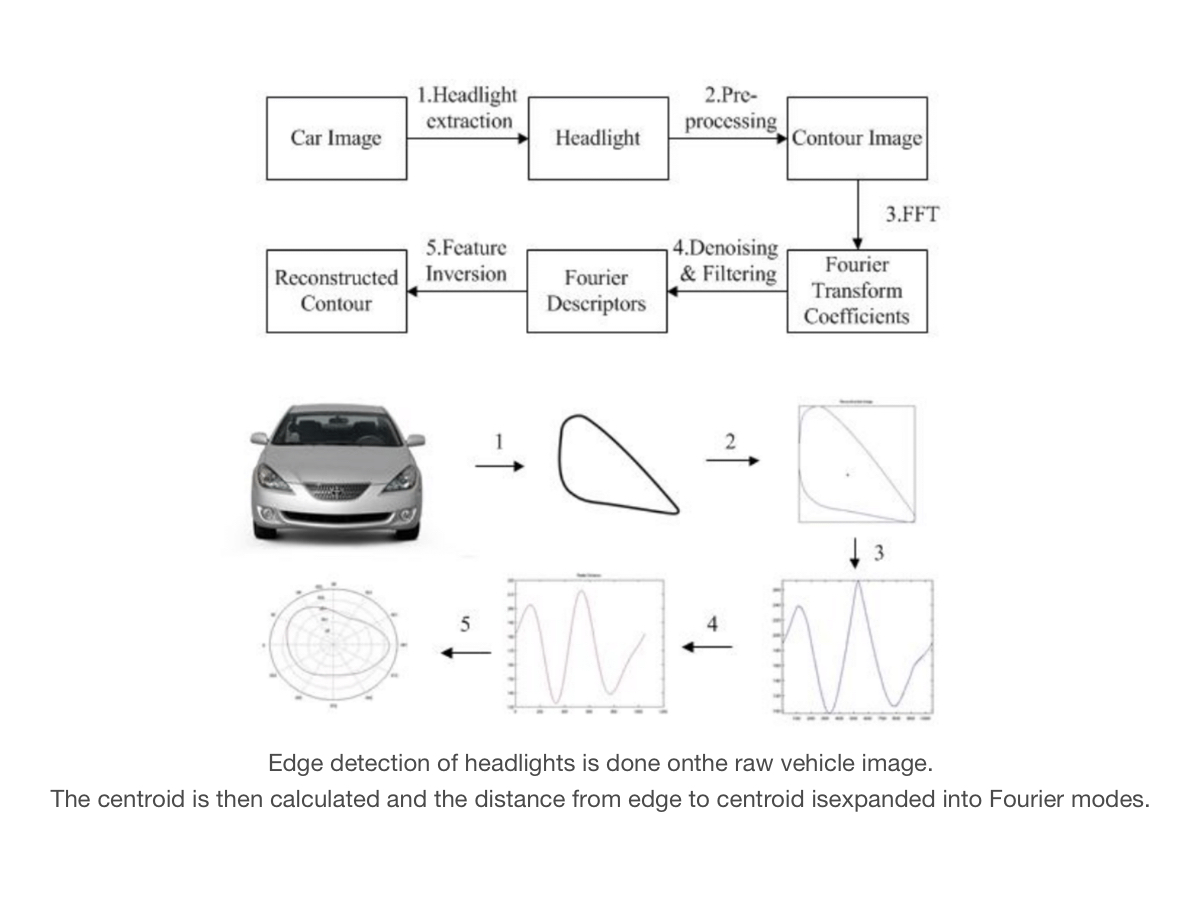 1.Headlight
extraction
2.Pre-
processing
Car Image
Headlight
Contour Image
3.FFT
5.Feature
Inversion
4.Denoising
& Filtering
Reconstructed
Contour
Fourier
Descriptors
Fourier
Transform
Coefficients
1
2
3
5
4
Edge detection of headlights is done onthe raw vehicle image.
The centroid is then calculated and the distance from edge to centroid isexpanded into Fourier modes.